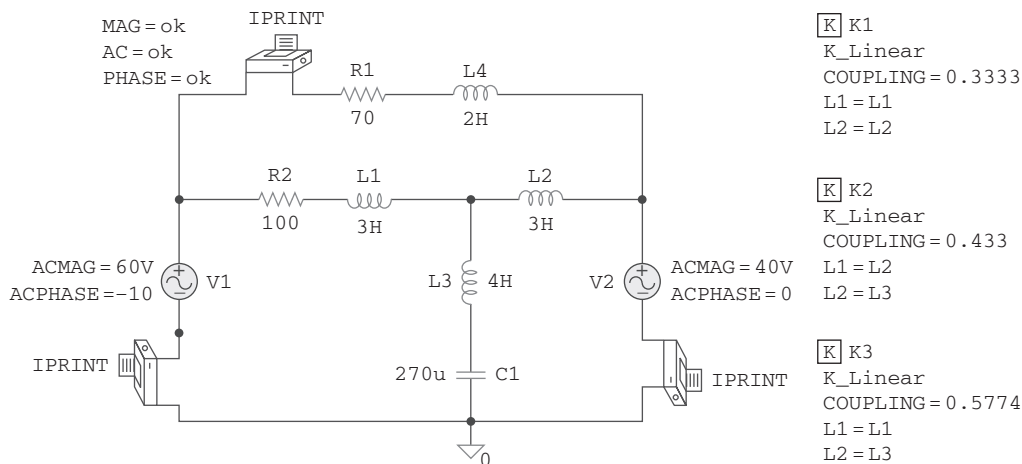 MAG=ok
AC=ok
PHASE=ok
IPRINT
R1
70
L4
2H
R2
100
L1
3H
L2
3H
ACMAG=60V
ACPHASE=−10
V1
L3
4H
V2
ACMAG=40V
ACPHASE=0
IPRINT
270u
C1
IPRINT
0
K K1
K_Linear
COUPLING=0.3333
L1=L1
L2=L2
K K2
K_Linear
COUPLING=0.433
L1=L2
L2=L3
K K3
K_Linear
COUPLING=0.5774
L1=L1
L2=L3